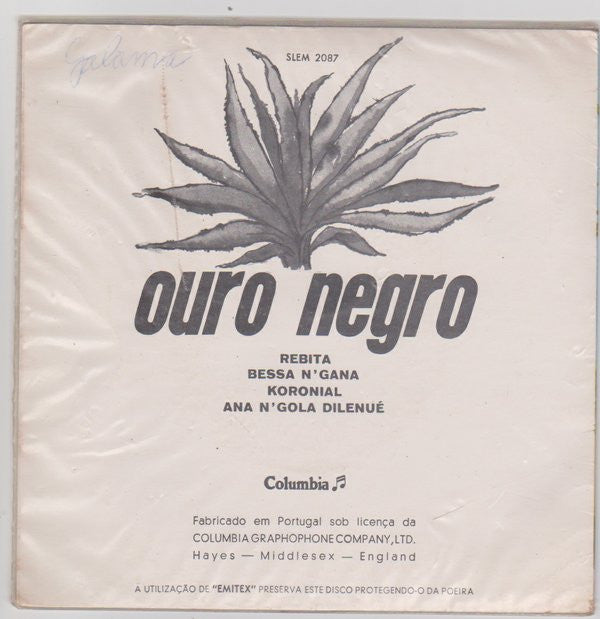 SLEM 2087
ouro negro
REBITA
BESSA N'GANA
KORONIAL
ANA N'GOLA DILENUÉ
Columbia
Fabricado em Portugal sob licença da
COLUMBIA GRAPHOPHONE COMPANY, LTD.
Hayes — Middlesex — England
A UTILIZAÇÃO DE "EMITEX" PRESERVA ESTE DISCO PROTEGENDO-O DA POEIRA